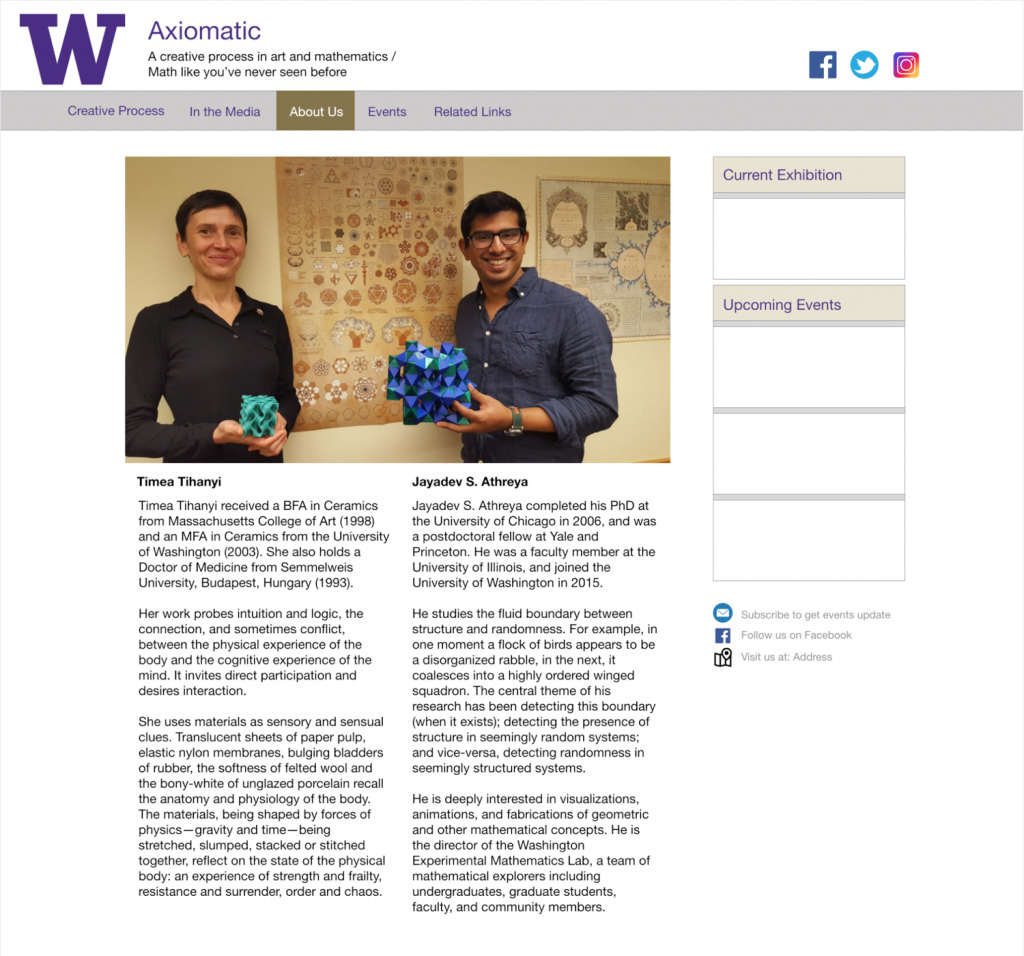 W
Axiomatic
A creative process in art and mathematics /
Math like you've never seen before
Creative Process
In the Media
About Us
Events
Related Links
Current Exhibition
Upcoming Events
Timea Tihanyi
Timea Tihanyi received a BFA in Ceramics
from Massachusetts College of Art (1998)
and an MFA in Ceramics from the University
of Washington (2003). She also holds a
Doctor of Medicine from Semmelweis
University, Budapest, Hungary (1993).
Her work probes intuition and logic, the
connection, and sometimes conflict,
between the physical experience of the
body and the cognitive experience of the
mind. It invites direct participation and
desires interaction.
She uses materials as sensory and sensual
clues. Translucent sheets of paper pulp,
elastic nylon membranes, bulging bladders
of rubber, the softness of felted wool and
the bony-white of unglazed porcelain recall
the anatomy and physiology of the body.
The materials, being shaped by forces of
physics—gravity and time—being
stretched, slumped, stacked or stitched
together, reflect on the state of the physical
body: an experience of strength and frailty,
resistance and surrender, order and chaos.
Jayadev S. Athreya
Jayadev S. Athreya completed his PhD at
the University of Chicago in 2006, and was
a postdoctoral fellow at Yale and
Princeton. He was a faculty member at the
University of Illinois, and joined the
University of Washington in 2015.
He studies the fluid boundary between
structure and randomness. For example, in
one moment a flock of birds appears to be
a disorganized rabble, in the next, it
coalesces into a highly ordered winged
squadron. The central theme of his
research has been detecting this boundary
(when it exists); detecting the presence of
structure in seemingly random systems;
and vice-versa, detecting randomness in
seemingly structured systems.
He is deeply interested in visualizations,
animations, and fabrications of geometric
and other mathematical concepts. He is
the director of the Washington
Experimental Mathematics Lab, a team of
mathematical explorers including
undergraduates, graduate students,
faculty, and community members.
Subscribe to get events update
Follow us on Facebook
Visit us at: Address